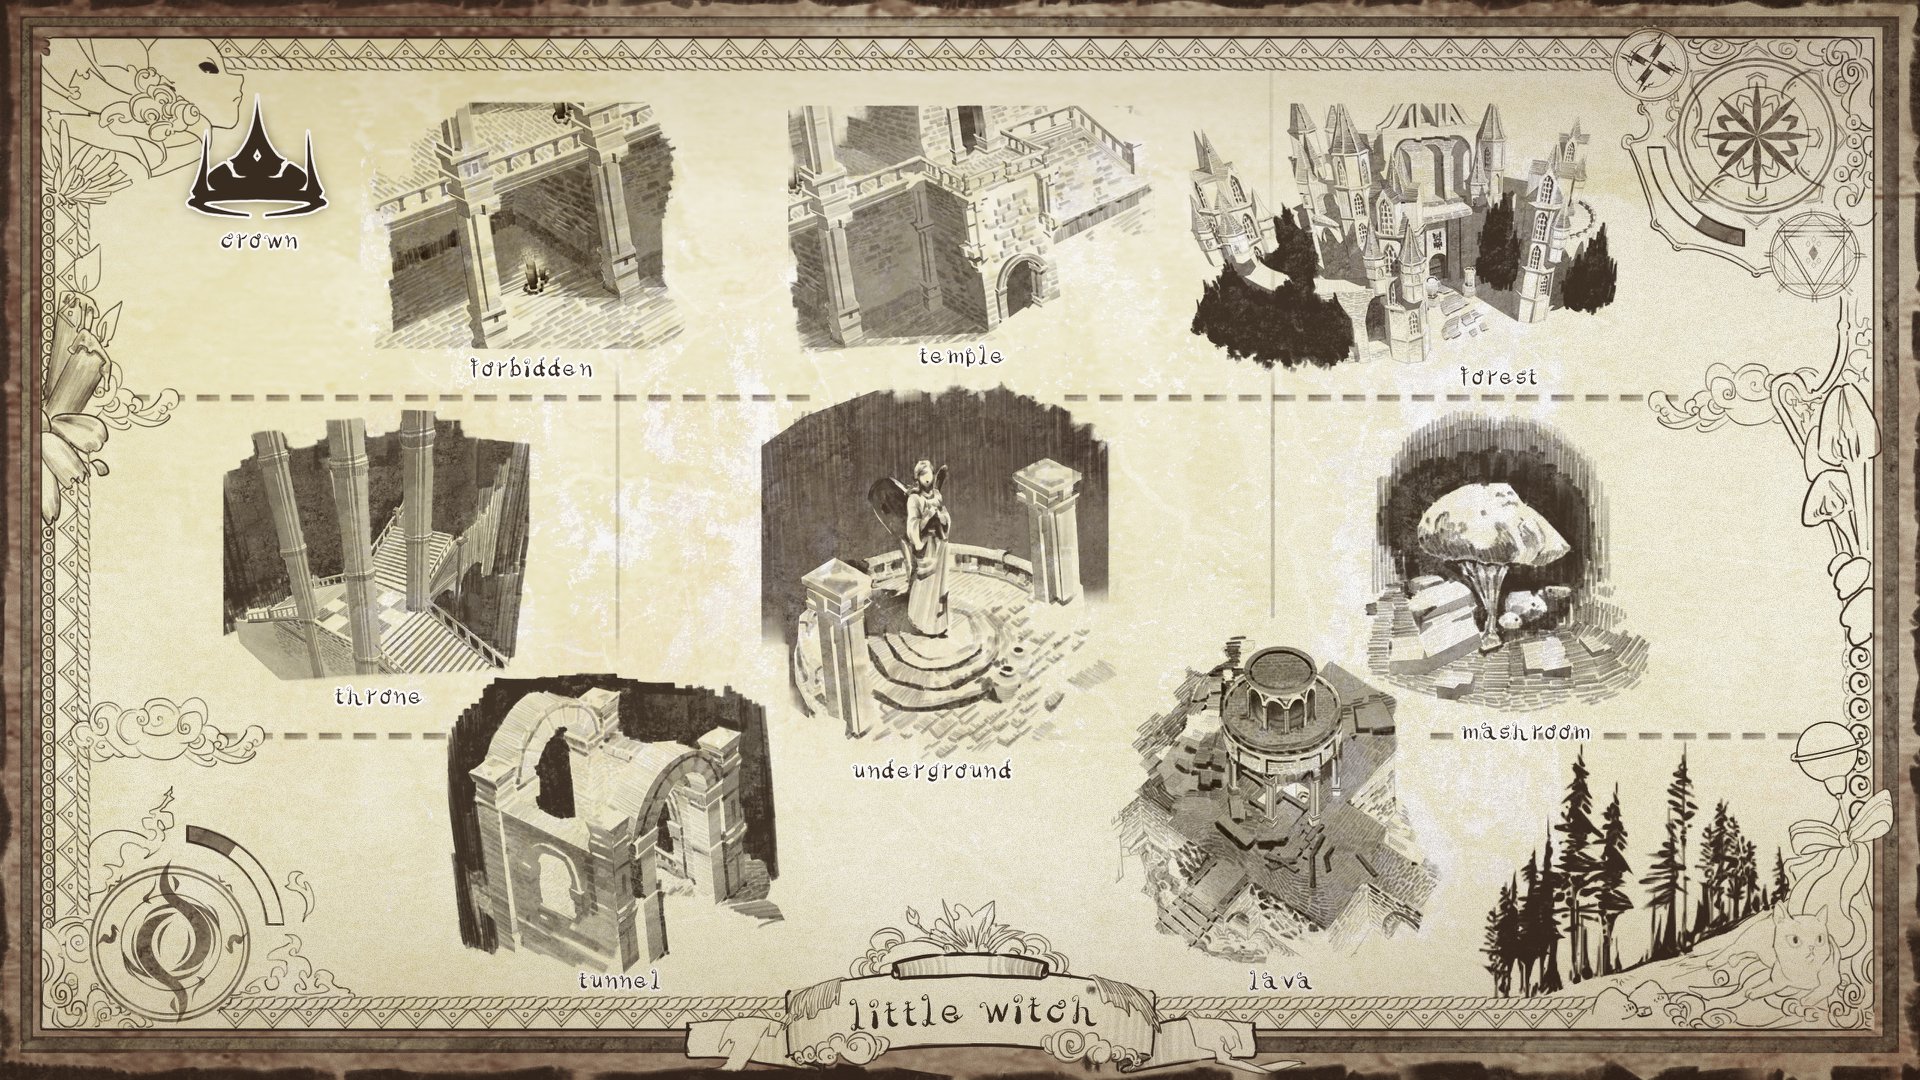 crown
forbidden
temple
forest
throne
underground
mashroom
tunnel
lava
little witch